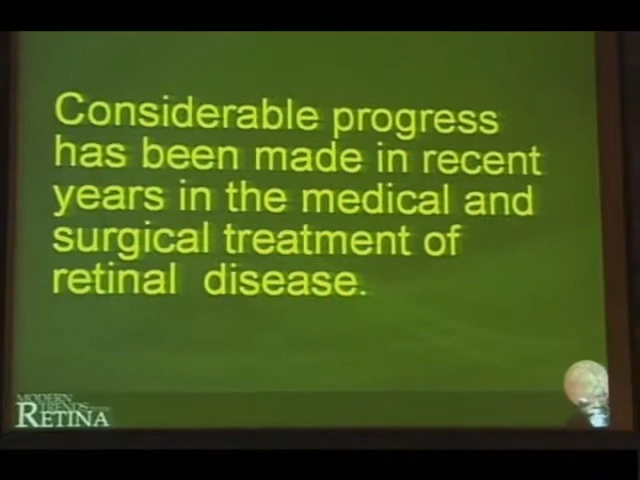 Considerable progress
has been made in recent
years in the medical and
surgical treatment of
retinal disease.
MODERN
TRENDS
RETINA